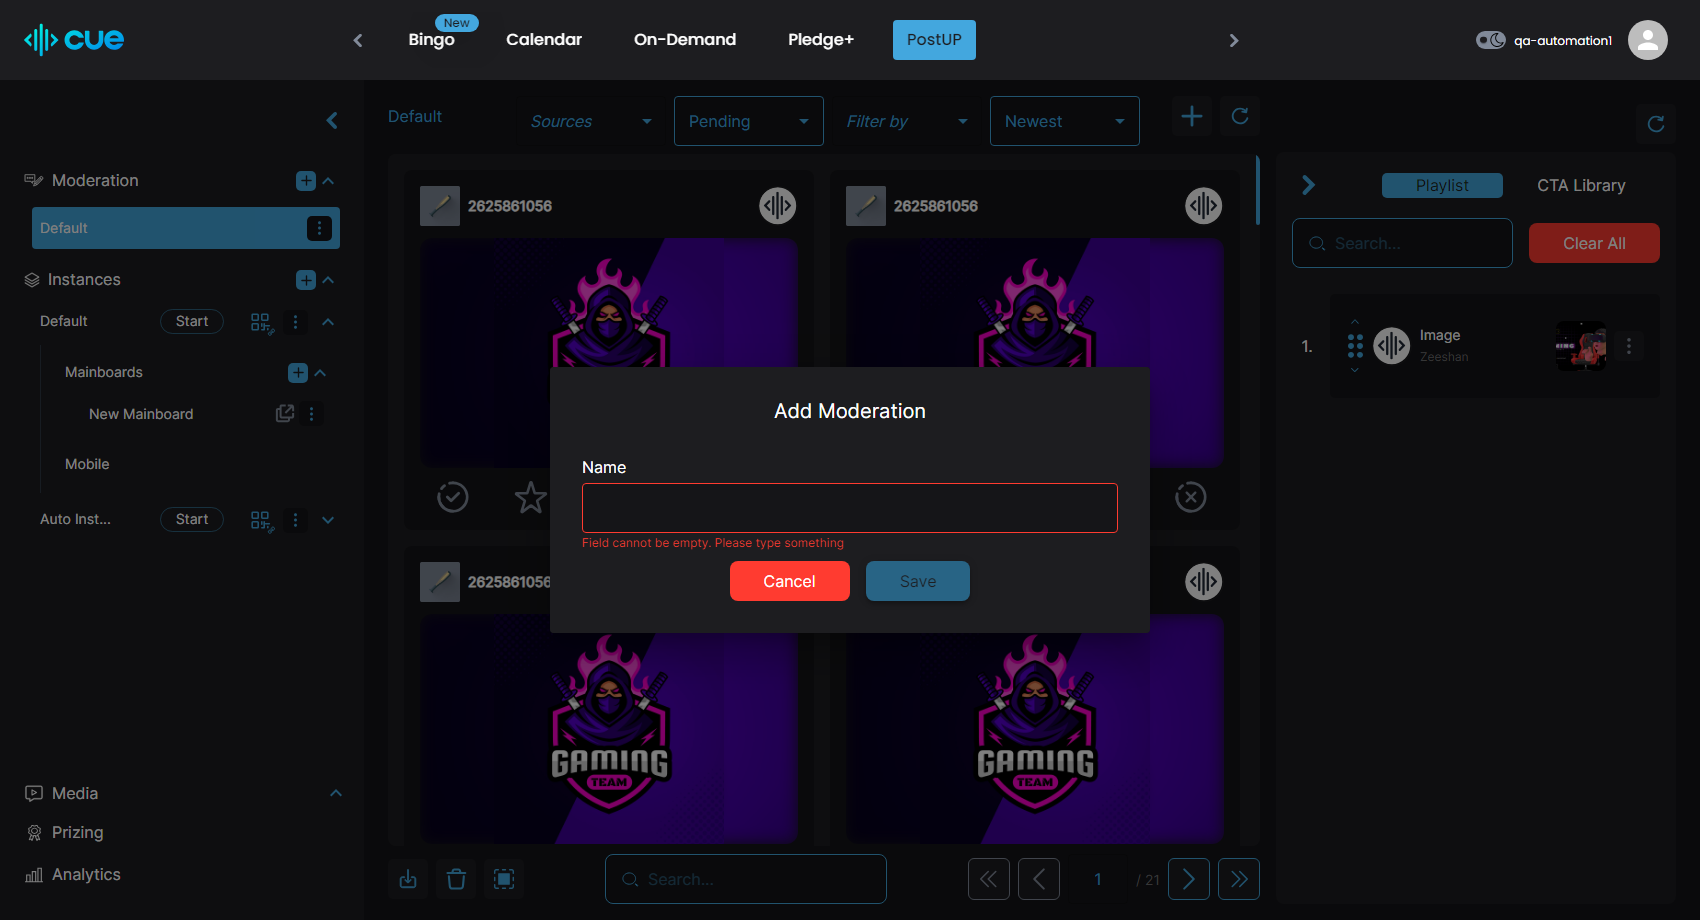 cue
New
Bingo
Calendar
On-Demand
Pledge+
PostUP
qa-automation1
Moderation
Default
Instances
Default
Start
Mainboards
New Mainboard
Mobile
Auto Inst...
Start
Media
Prizing
Analytics
Default
Sources
Pending
Filter by
Newest
2625861056
2625861056
2625861056
GAMING
TEAM
GAMING
TEAM
Search...
1
/ 21
Add Moderation
Name
Field cannot be empty. Please type something
Cancel
Save
Playlist
CTA Library
Search...
Clear All
1.
Image
Zeeshan